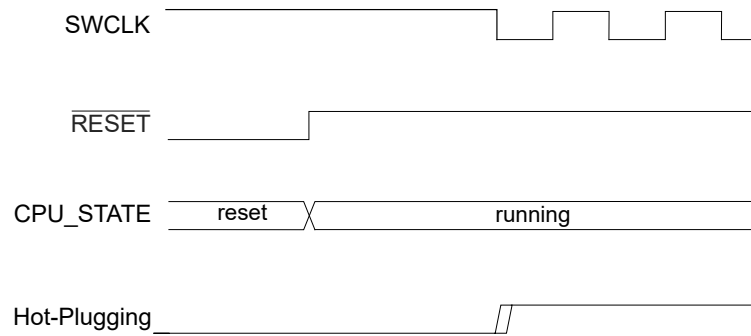 SWCLK
RESET
CPU_STATE reset running
Hot-Plugging